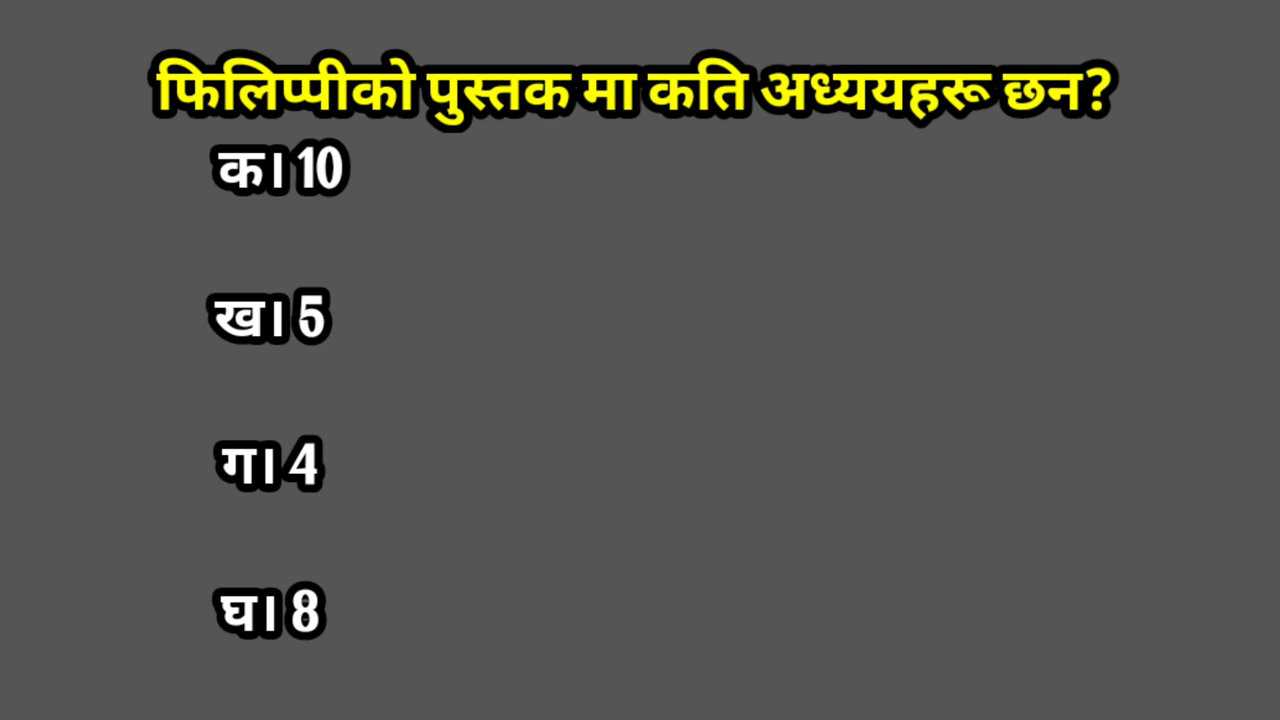 फिलिप्पीको पुस्तक मा कति अध्ययहरू छन?
क। 10
ख। 5
ग। 4
घ। 8